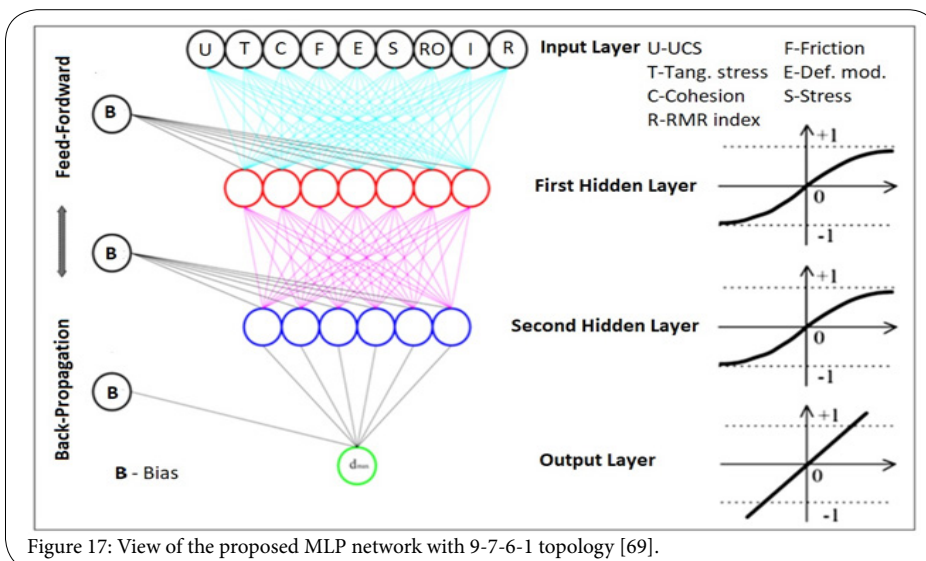 U T C F E S RO I R
Input Layer
U-UCS F-Friction
T-Tang. stress E-Def. mod.
C-Cohesion S-Stress
R-RMR index
Feed-Fordward
Back-Propagation
B
B
B
B - Bias
First Hidden Layer
+1
0
-1
Second Hidden Layer
+1
0
-1
Output Layer
+1
0
-1
Figure 17: View of the proposed MLP network with 9-7-6-1 topology [69].